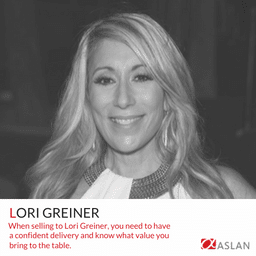 LORI GREINER
When selling to Lori Greiner, you need to have
a confident delivery and know what value you
bring to the table.
ASLAN